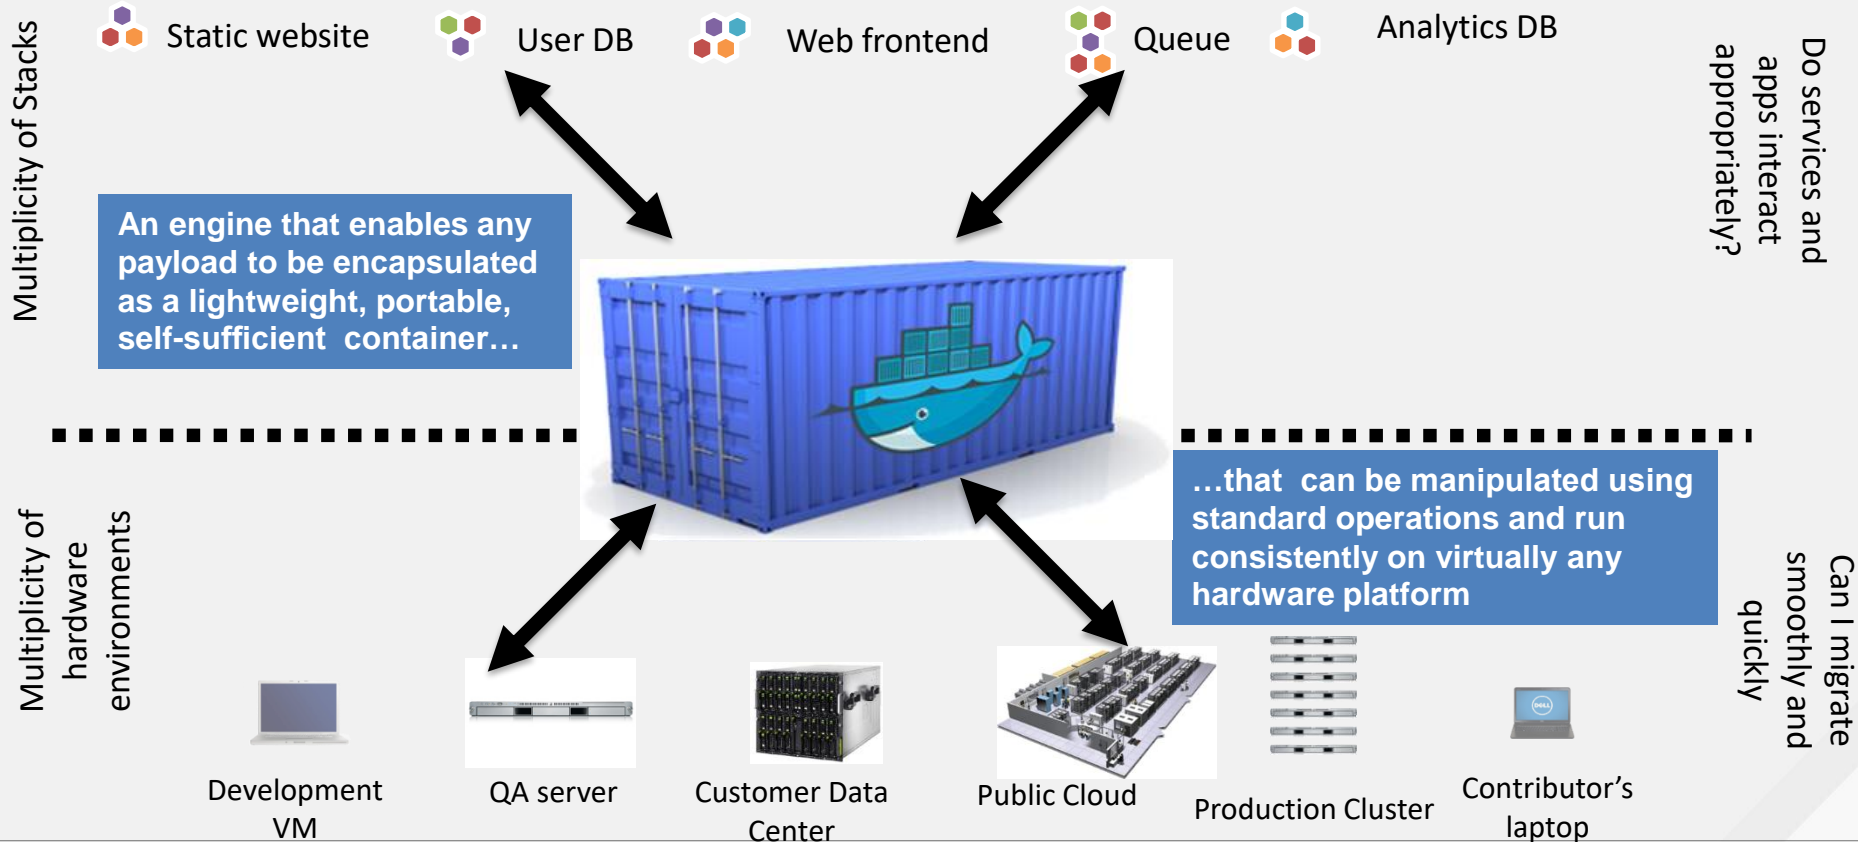 Multiplicity of Stacks
Static website
User DB
Web frontend
Queue
Analytics DB
Do services and
apps interact
appropriately?
An engine that enables any
payload to be encapsulated
as a lightweight, portable,
self-sufficient  container…
…that  can be manipulated using
standard operations and run
consistently on virtually any
hardware platform
Multiplicity of
hardware
environments
Can I migrate
smoothly and
quickly
DELL
Development
VM
QA server
Customer Data
Center
Public Cloud
Production Cluster
Contributor’s
laptop